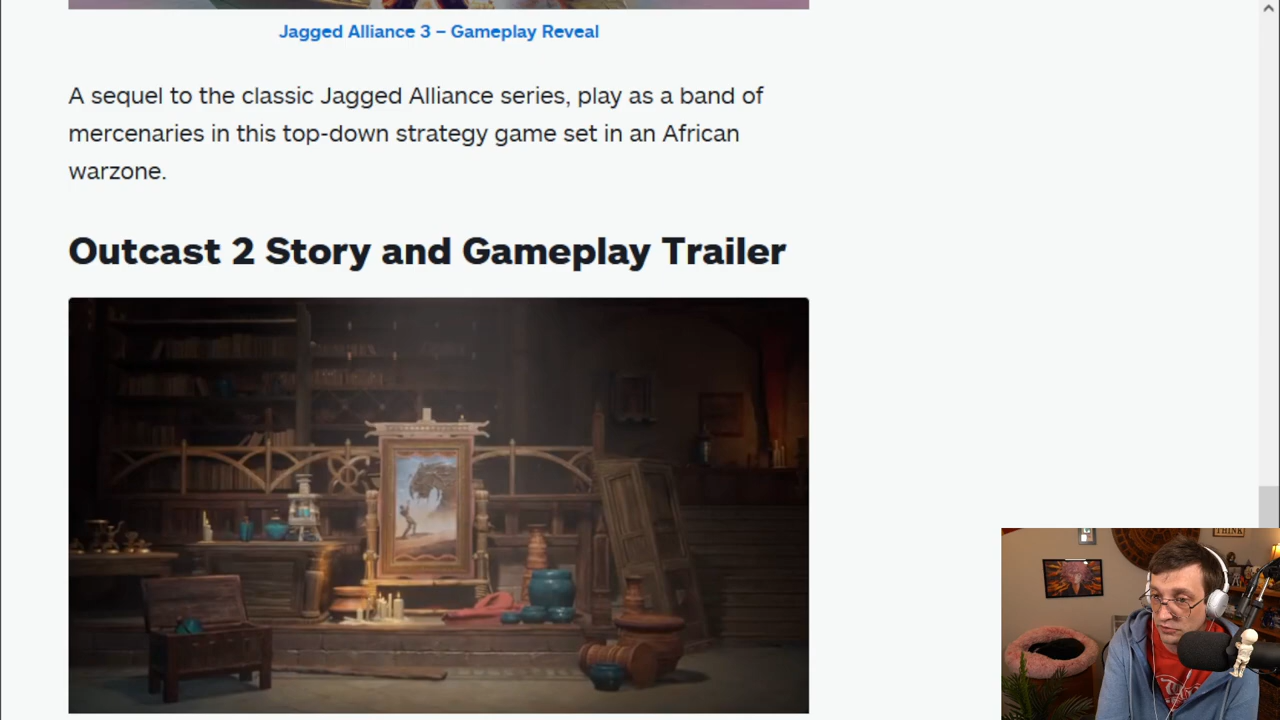 Jagged Alliance 3 – Gameplay Reveal
A sequel to the classic Jagged Alliance series, play as a band of
mercenaries in this top-down strategy game set in an African
warzone.
Outcast 2 Story and Gameplay Trailer
THINK